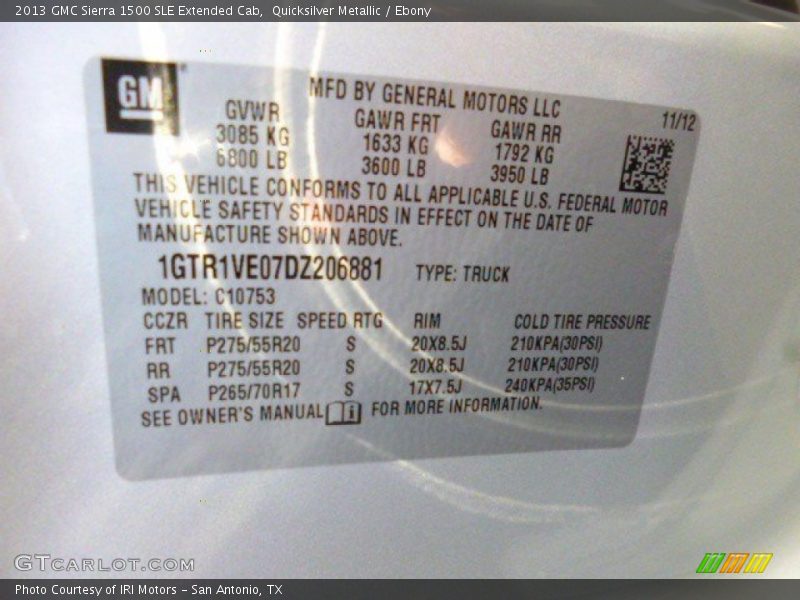 2013 GMC Sierra 1500 SLE Extended Cab,  Quicksilver Metallic / Ebony
GM
MFD BY GENERAL MOTORS LLC
11/12
GVWR GAWR FRT GAWR RR
3085 KG 1633 KG 1792 KG
6800 LB 3600 LB 3950 LB
THIS VEHICLE CONFORMS TO ALL APPLICABLE U.S. FEDERAL MOTOR
VEHICLE SAFETY STANDARDS IN EFFECT ON THE DATE OF
MANUFACTURE SHOWN ABOVE.
1GTR1VE07DZ206881 TYPE: TRUCK
MODEL: C10753
CCZR TIRE SIZE SPEED RTG RIM COLD TIRE PRESSURE
FRT P275/55R20 S 20X8.5J 210KPA(30PSI)
RR P275/55R20 S 20X8.5J 210KPA(30PSI)
SPA P265/70R17 S 17X7.5J 240KPA(35PSI)
SEE OWNER'S MANUAL FOR MORE INFORMATION.
GTCARLOT.COM
Photo Courtesy of IRI Motors – San Antonio, TX